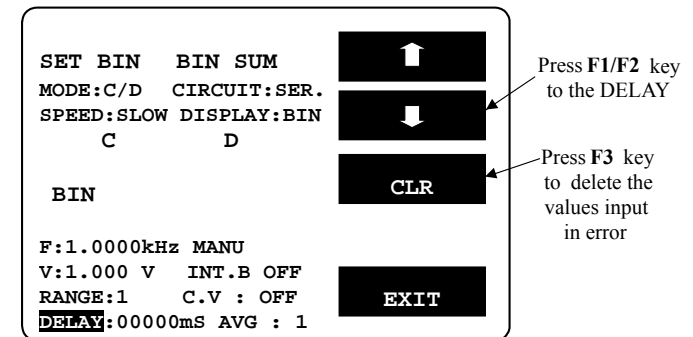 SET BIN BIN SUM
MODE:C/D CIRCUIT:SER.
SPEED:SLOW DISPLAY:BIN
C D
BIN
F:1.0000kHz MANU
V:1.000 V INT.B OFF
RANGE:1 C.V : OFF
DELAY:00000mS AVG : 1
CLR
EXIT
Press F1/F2 key
to the DELAY
Press F3 key
to delete the
values input
in error